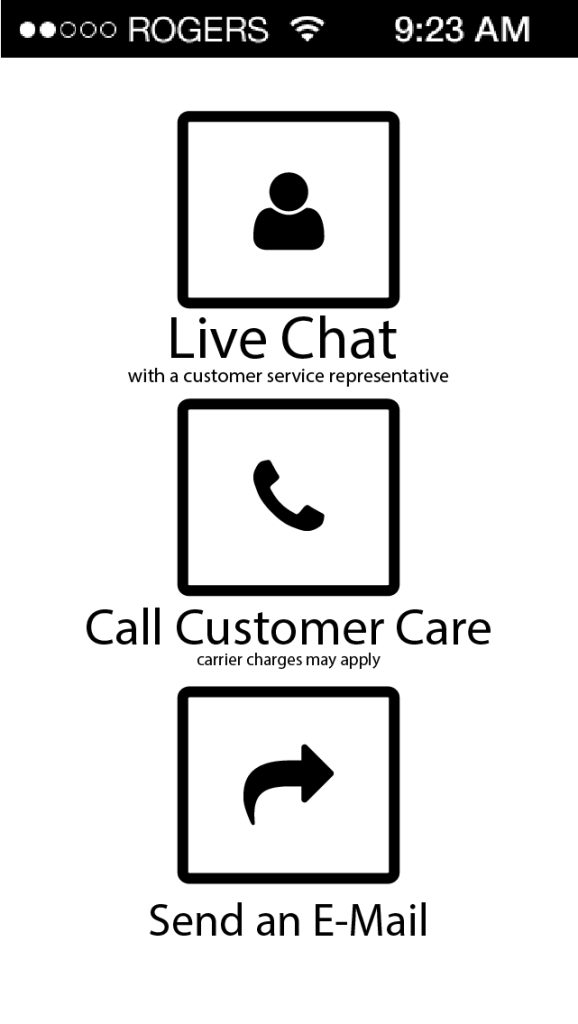 ROGERS 9:23 AM
Live Chat
with a customer service representative
Call Customer Care
carrier charges may apply
Send an E-Mail